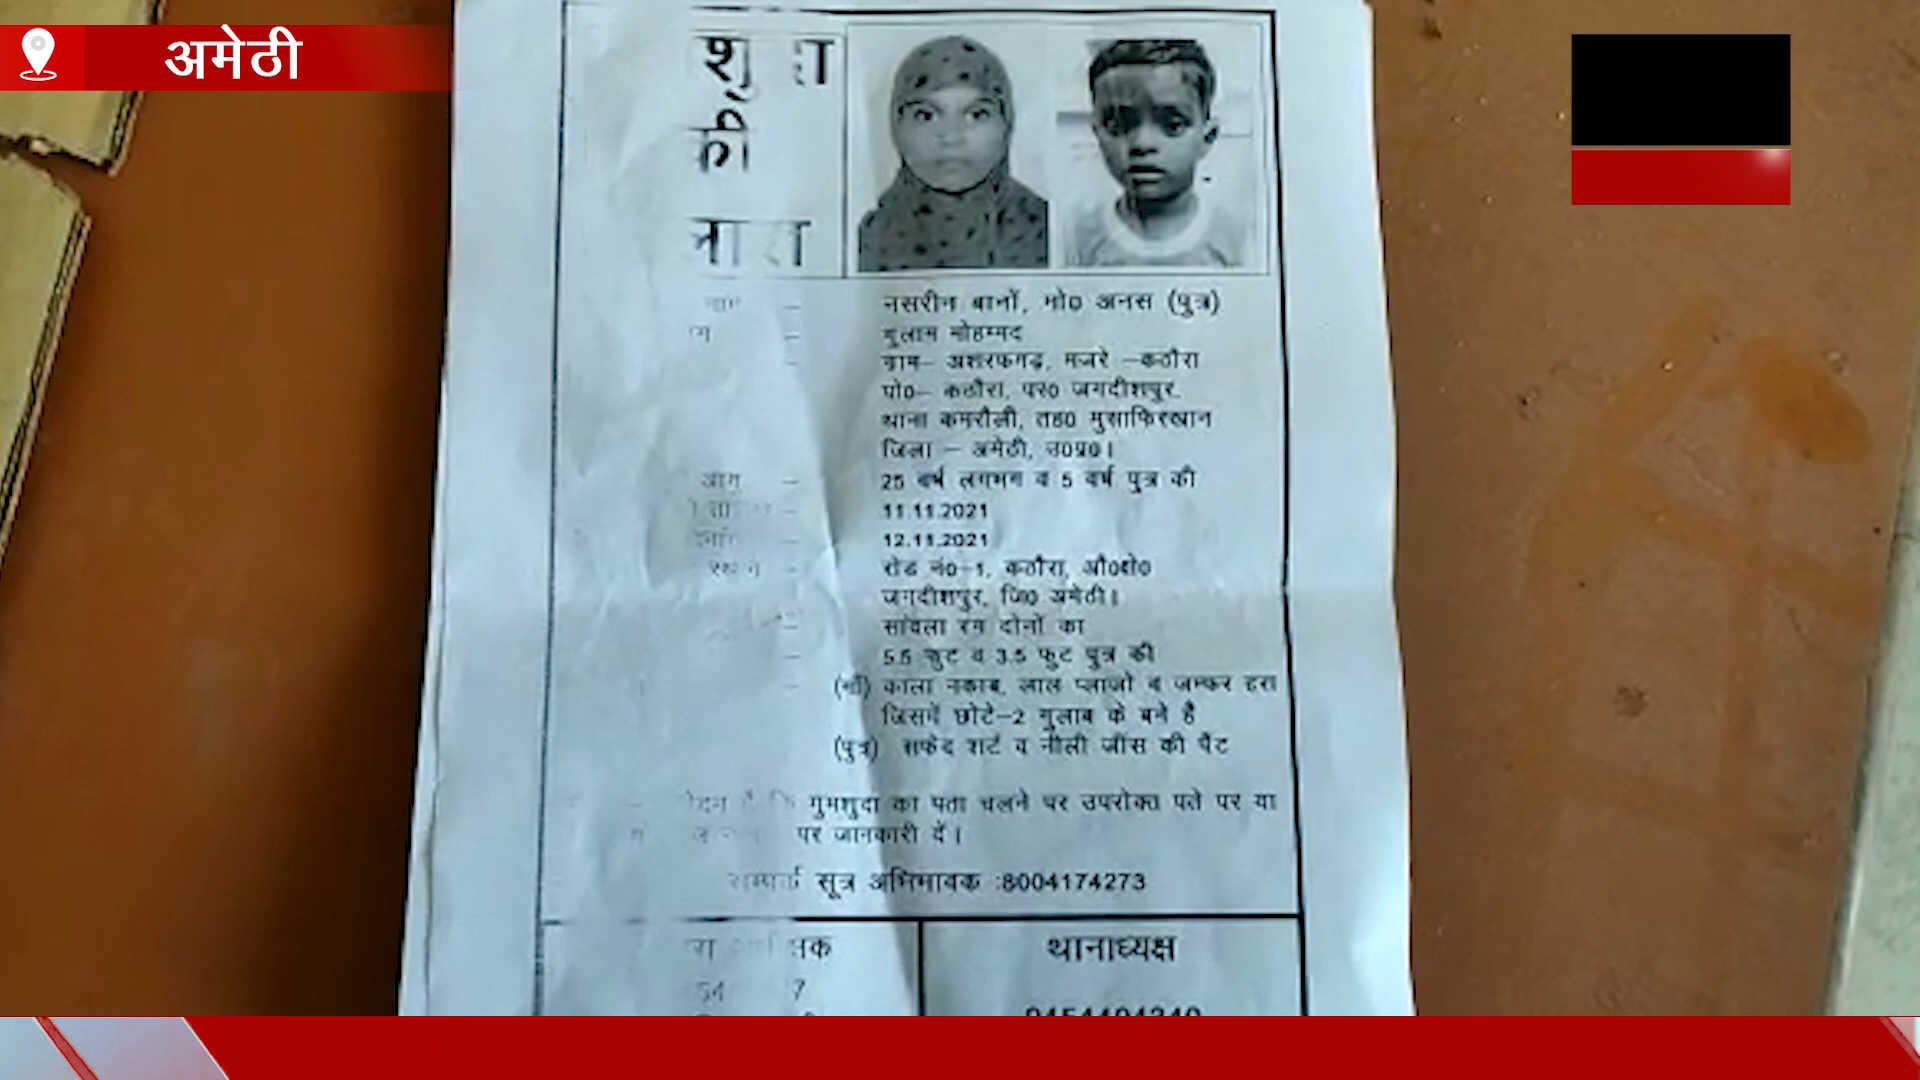 अमेठी
नसरीन बानों, मो0 अनस (पुत्र)
गुलाम मोहम्मद
ग्राम– अशरफगढ़, मजरे –कठौरा
पो0– कठौरा, पर0 जगदीशपुर,
थाना कमरौली, तह0 मुसाफिरखान
जिला – अमेठी, उ0प्र0।
25 वर्ष लगभग व 5 वर्ष पुत्र की
11.11.2021
12.11.2021
रोड नं0–1, कठौरा, औ0क्षे0
जगदीशपुर, जि0 अमेठी।
सांवला रंग दोनों का
5.5 फुट व 3.5 फुट पुत्र की
(माँ) काला नकाब, लाल प्लाजो व जम्फर हरा
जिसमें छोटे–2 गुलाब के बने है
(पुत्र) सफेद शर्ट व नीली जींस की पैंट
गुमशुदा का पता चलने पर उपरोक्त पते पर या
पर जानकारी दें।
सम्पर्क सूत्र अभिभावक :8004174273
थानाध्यक्ष